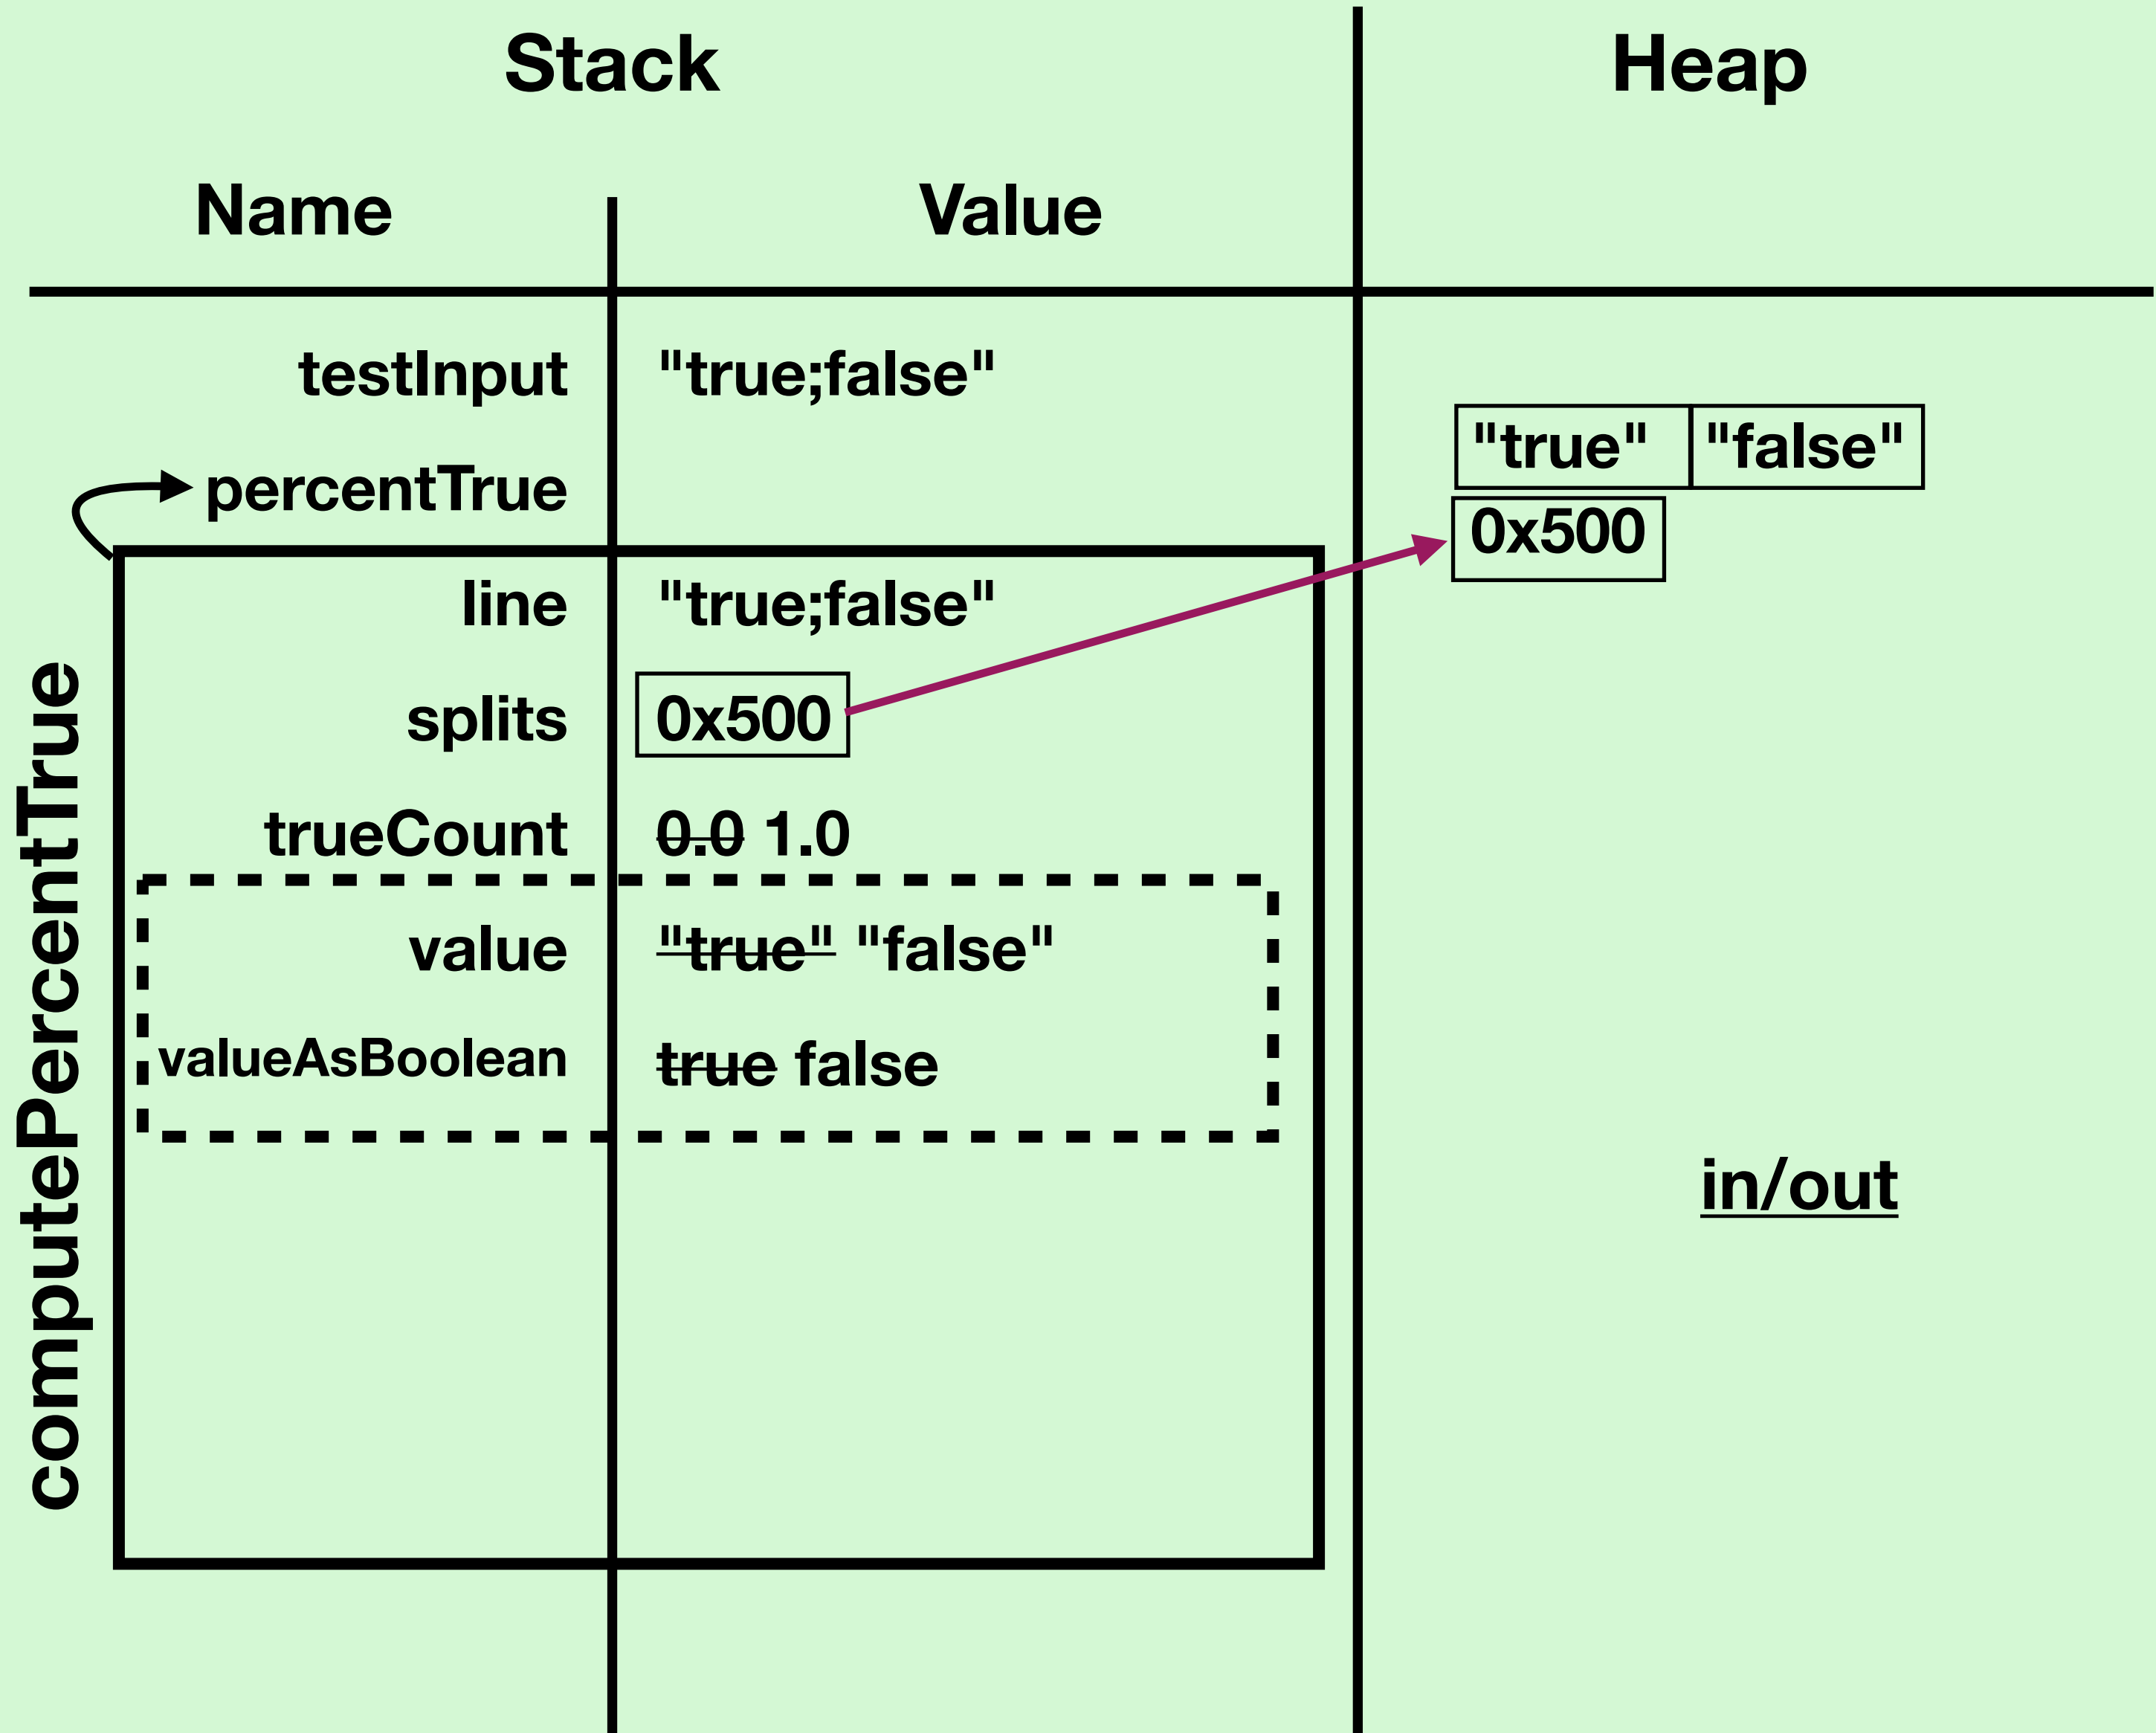 Stack
Heap
Name
Value
testInput
"true;false"
"true"
"false"
percentTrue
0x500
line
"true;false"
splits
0x500
computePercentTrue
trueCount
0.0 1.0
value
"true" "false"
valueAsBoolean
true false
in/out